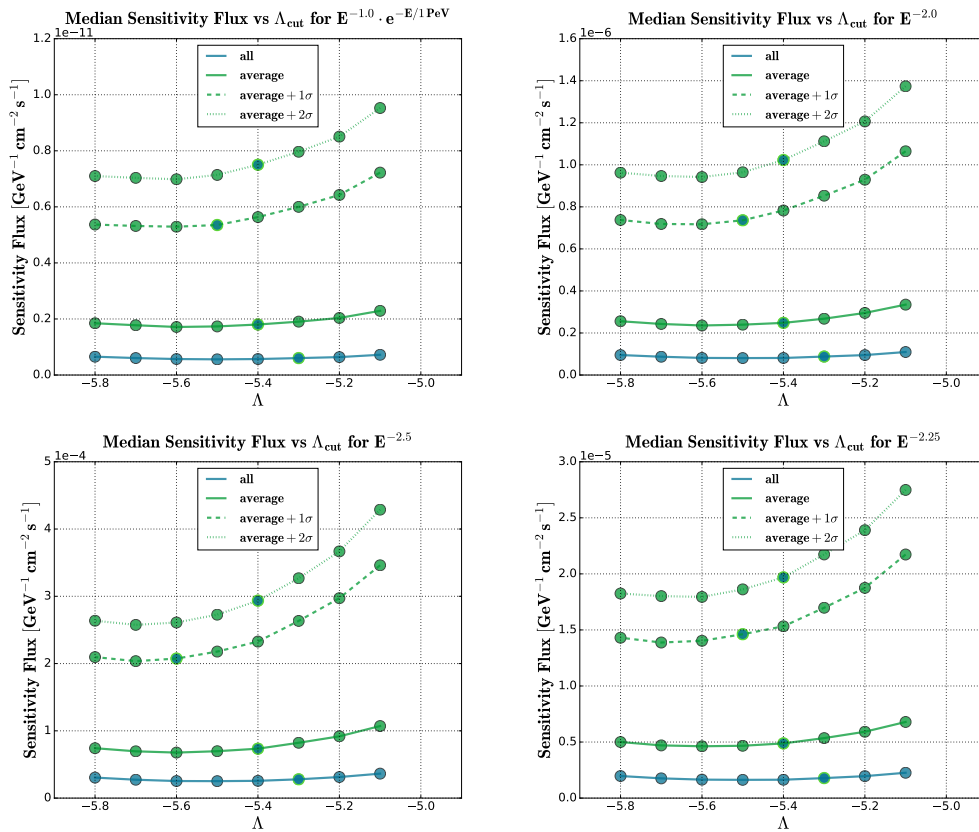 Median Sensitivity Flux vs Λcut for E^−1.0 · e^−E/1 PeV
1e−11
Sensitivity Flux [GeV−1 cm−2 s−1]
1.2
1.0
0.8
0.6
0.4
0.2
0.0
all
average
average + 1σ
average + 2σ
−5.8 −5.6 −5.4 −5.2 −5.0
Λ
Median Sensitivity Flux vs Λcut for E^−2.0
1e−6
Sensitivity Flux [GeV−1 cm−2 s−1]
1.6
1.4
1.2
1.0
0.8
0.6
0.4
0.2
0.0
all
average
average + 1σ
average + 2σ
−5.8 −5.6 −5.4 −5.2 −5.0
Λ
Median Sensitivity Flux vs Λcut for E^−2.5
1e−4
Sensitivity Flux [GeV−1 cm−2 s−1]
5
4
3
2
1
0
all
average
average + 1σ
average + 2σ
−5.8 −5.6 −5.4 −5.2 −5.0
Λ
Median Sensitivity Flux vs Λcut for E^−2.25
1e−5
Sensitivity Flux [GeV−1 cm−2 s−1]
3.0
2.5
2.0
1.5
1.0
0.5
0.0
all
average
average + 1σ
average + 2σ
−5.8 −5.6 −5.4 −5.2 −5.0
Λ